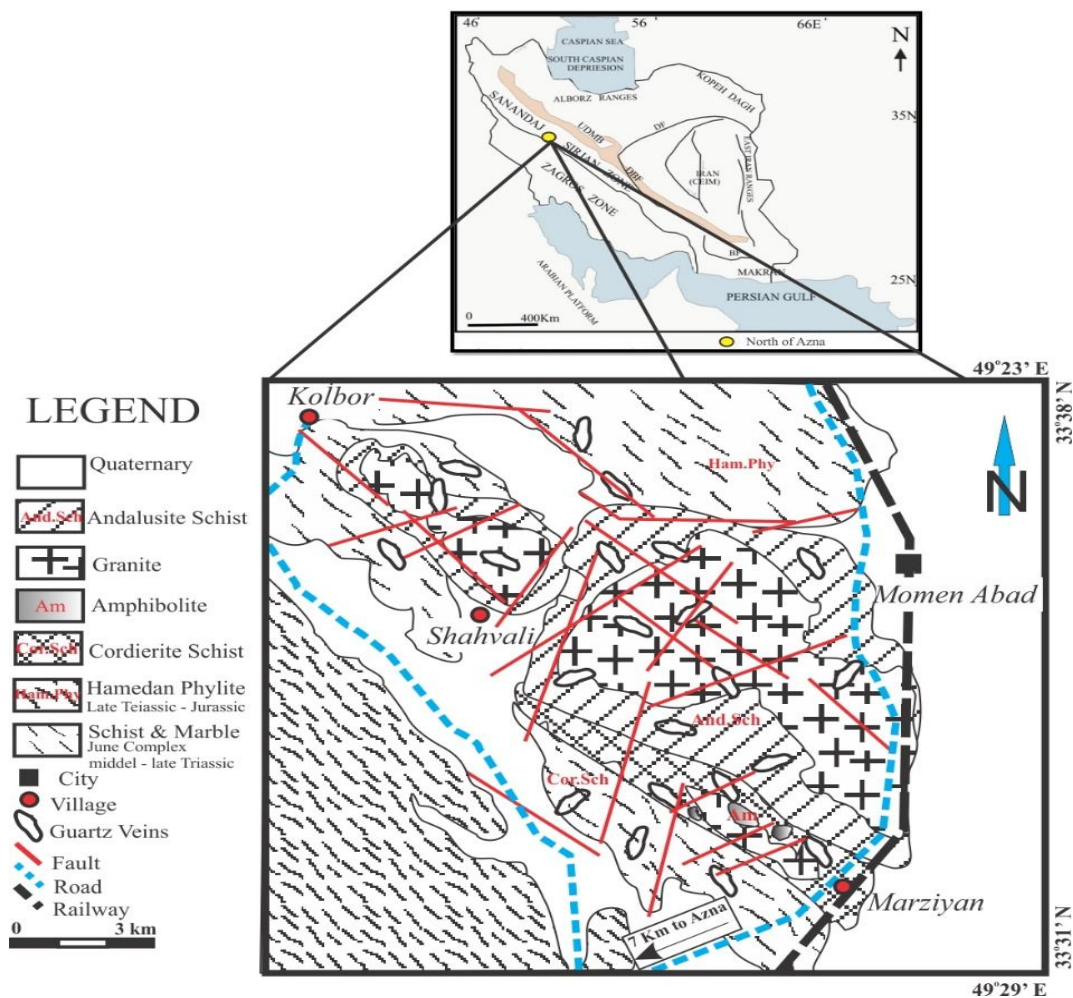 46
56
66E
N
CASPIAN SEA
SOUTH CASPIAN
DEPRIESION
KOPEH DAGH
ALBORZ RANGES
35N
SANANDAJ
UDMB
DF
SIRJAN ZONE
DBF
IRAN
(CEIM)
EAST IRAN RANGES
ZAGROS ZONE
BF
MAKRAN
25N
ARABIAN PLATFORM
PERSIAN GULF
0 400Km
North of Azna
49°23' E
33°38' N
LEGEND
Quaternary
And.Sch Andalusite Schist
Granite
Am Amphibolite
Cor.Sch Cordierite Schist
Ham.Phy Hamedan Phylite
Late Teiassic - Jurassic
Schist & Marble
June Complex
middel - late Triassic
City
Village
Guartz Veins
Fault
Road
Railway
0 3 km
Kolbor
Ham.Phy
N
Momen Abad
Shahvali
And.Sch
Cor.Sch
Am
Marziyan
7 Km to Azna
33°31' N
49°29' E